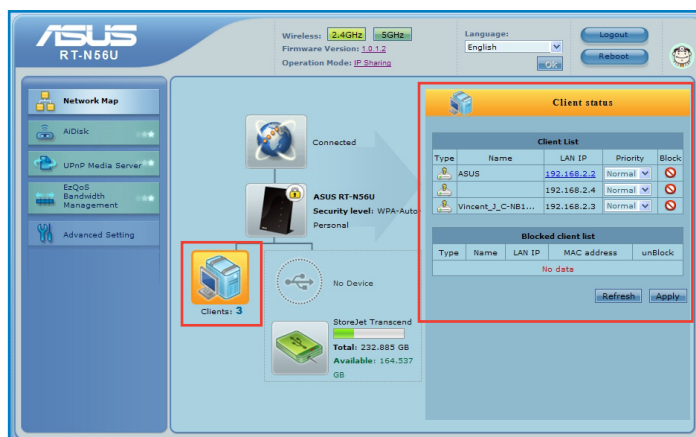 ASUS
RT-N56U
Wireless: 2.4GHz 5GHz
Firmware Version: 1.0.1.2
Operation Mode: IP Sharing
Language:
English
OK
Logout
Reboot
Network Map
AiDisk
UPnP Media Server
EzQoS
Bandwidth
Management
Advanced Setting
Connected
ASUS RT-N56U
Security level: WPA-Auto-
Personal
Clients: 3
No Device
StoreJet Transcend
Total: 232.885 GB
Available: 164.537
GB
Client status
Client List
Type Name LAN IP Priority Block
ASUS 192.168.2.2 Normal
192.168.2.4 Normal
Vincent_J_C-NB1... 192.168.2.3 Normal
Blocked client list
Type Name LAN IP MAC address unBlock
No data
Refresh Apply